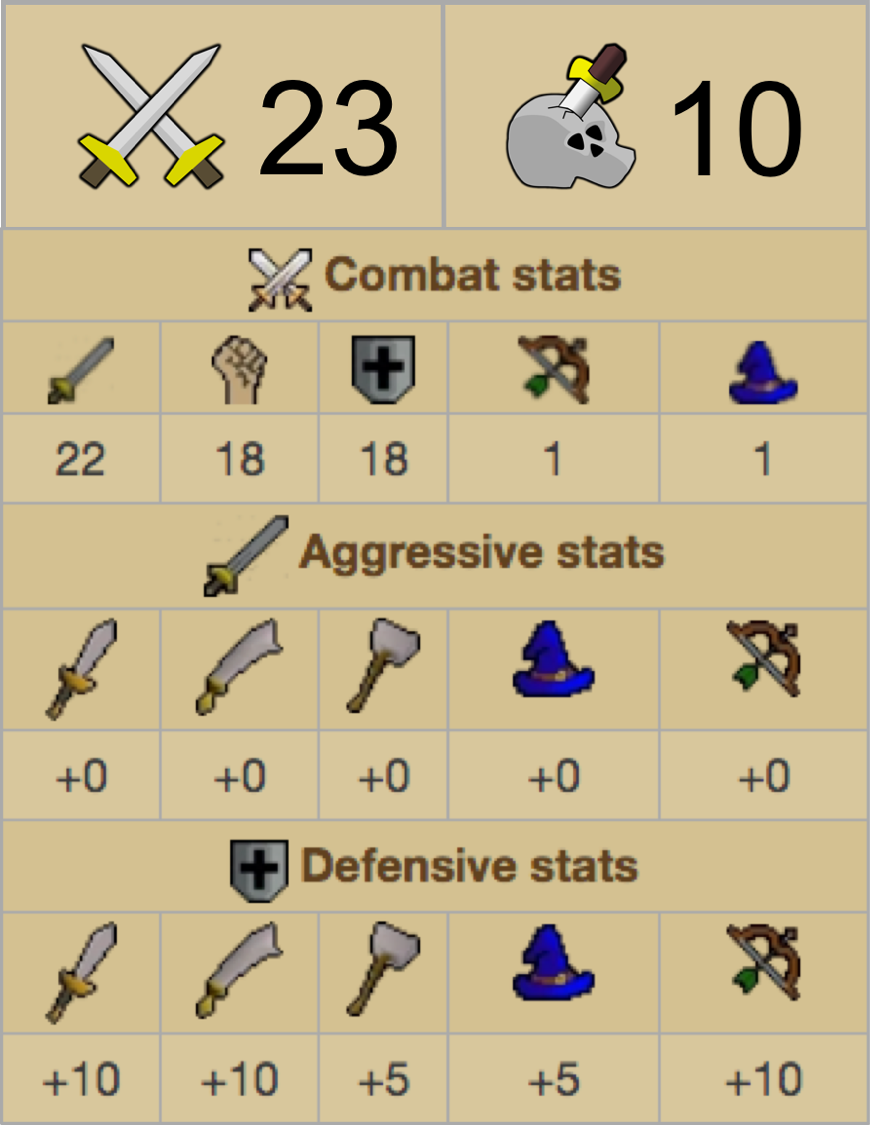 23 10
Combat stats
22 18 18 1 1
Aggressive stats
+0 +0 +0 +0 +0
Defensive stats
+10 +10 +5 +5 +10